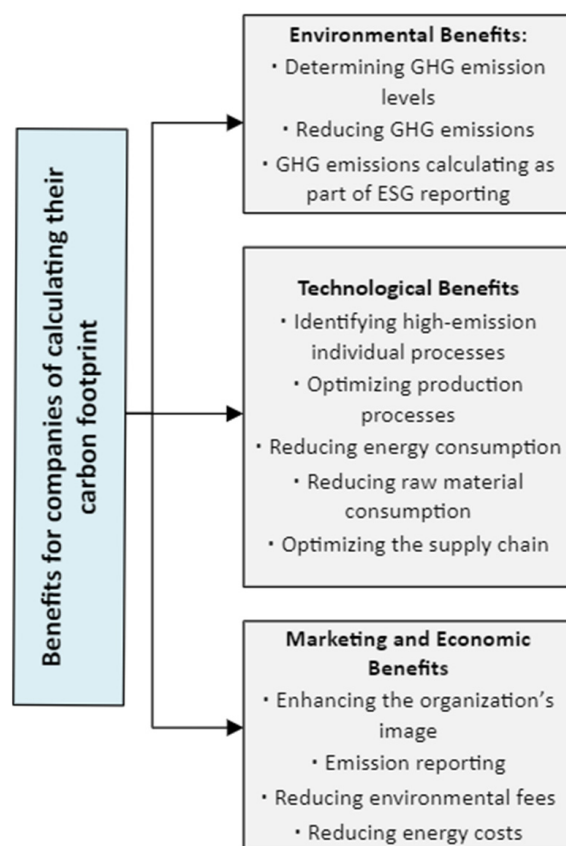 Benefits for companies of calculating their
carbon footprint
Environmental Benefits:
· Determining GHG emission
levels
· Reducing GHG emissions
· GHG emissions calculating as
part of ESG reporting
Technological Benefits
· Identifying high-emission
individual processes
· Optimizing production
processes
· Reducing energy consumption
· Reducing raw material
consumption
· Optimizing the supply chain
Marketing and Economic
Benefits
· Enhancing the organization’s
image
· Emission reporting
· Reducing environmental fees
· Reducing energy costs